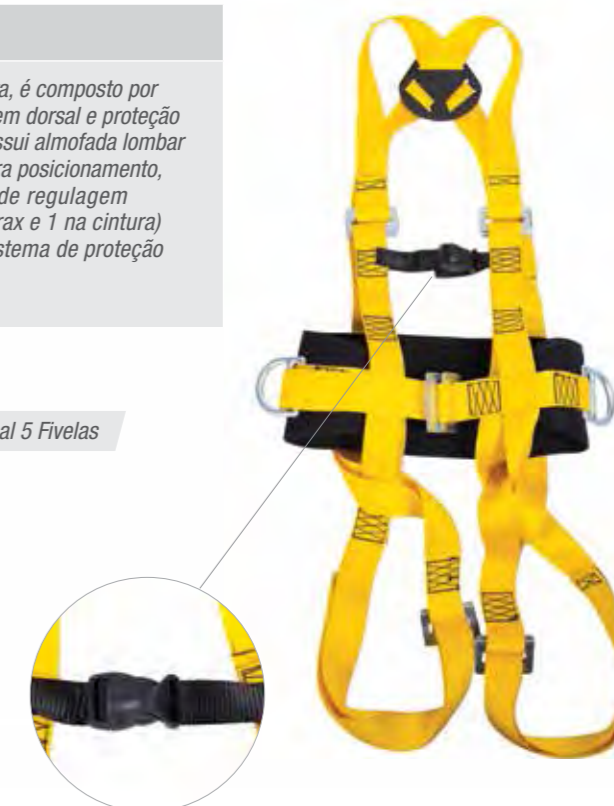 a, é composto por
em dorsal e proteção
ssui almofada lombar
ra posicionamento,
de regulagem
rax e 1 na cintura)
stema de proteção
al 5 Fivelas